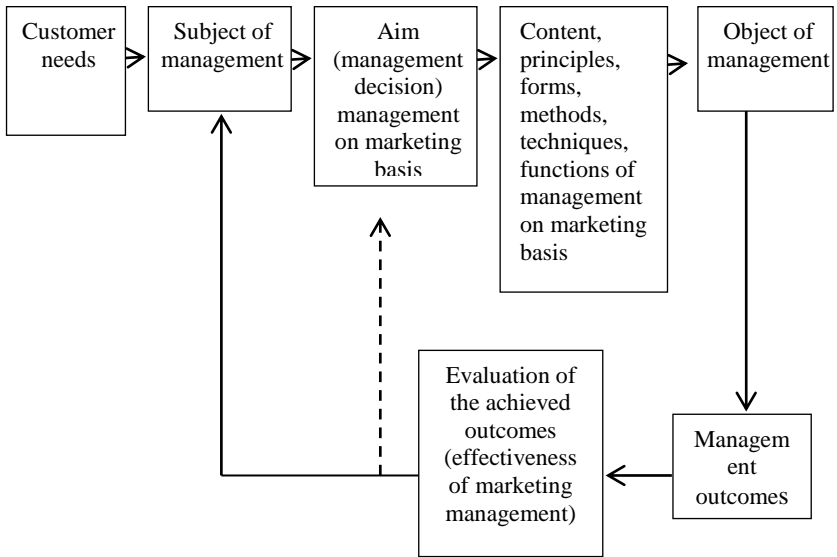 Customer
needs
Subject of
management
Aim
(management
decision)
management
on marketing
basis
Content,
principles,
forms,
methods,
techniques,
functions of
management
on marketing
basis
Object of
management
Evaluation of
the achieved
outcomes
(effectiveness
of marketing
management)
Managem
ent
outcomes